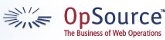 OpSource™
The Business of Web Operations